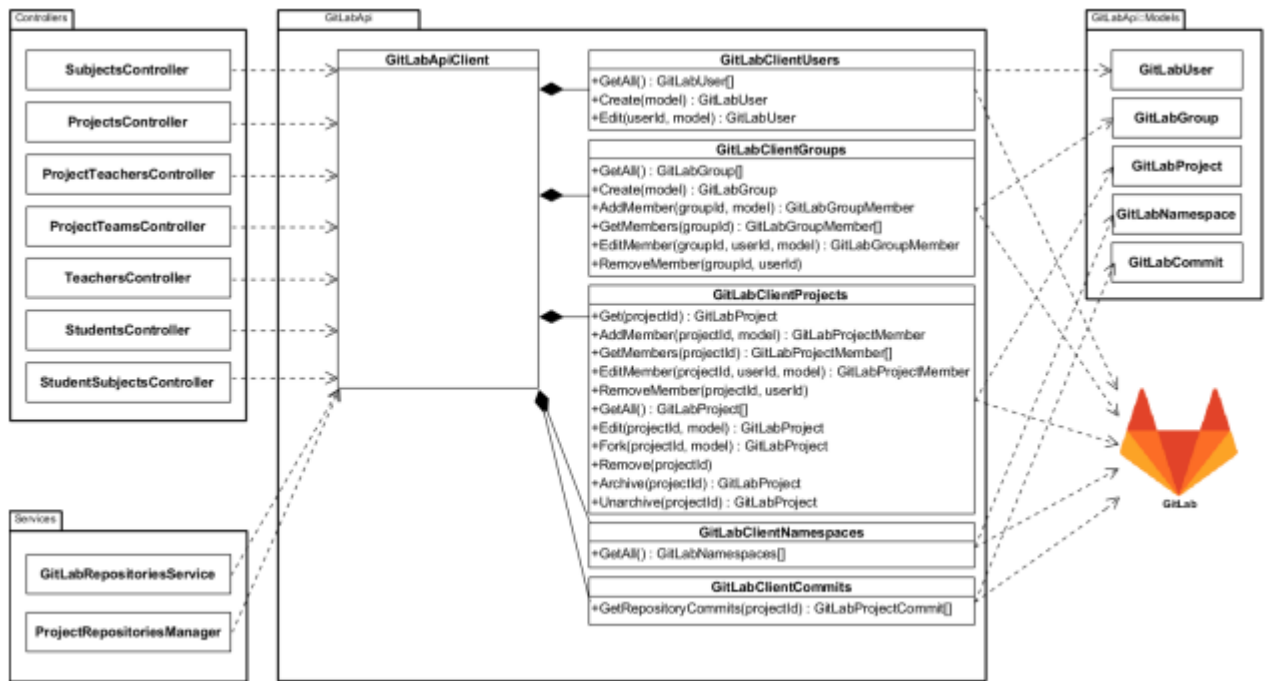 Controllers
SubjectsController
ProjectsController
ProjectTeachersController
ProjectTeamsController
TeachersController
StudentsController
StudentSubjectsController
Services
GitLabRepositoriesService
ProjectRepositoriesManager
GitLabApi
GitLabApiClient
GitLabClientUsers
+GetAll() : GitLabUser[]
+Create(model) : GitLabUser
+Edit(userId, model) : GitLabUser
GitLabClientGroups
+GetAll() : GitLabGroup[]
+Create(model) : GitLabGroup
+AddMember(groupId, model) : GitLabGroupMember
+GetMembers(groupId) : GitLabGroupMember[]
+EditMember(groupId, userId, model) : GitLabGroupMember
+RemoveMember(groupId, userId)
GitLabClientProjects
+Get(projectId) : GitLabProject
+AddMember(projectId, model) : GitLabProjectMember
+GetMembers(projectId) : GitLabProjectMember[]
+EditMember(projectId, userId, model) : GitLabProjectMember
+RemoveMember(projectId, userId)
+GetAll() : GitLabProject[]
+Edit(projectId, model) : GitLabProject
+Fork(projectId, model) : GitLabProject
+Remove(projectId)
+Archive(projectId) : GitLabProject
+Unarchive(projectId) : GitLabProject
GitLabClientNamespaces
+GetAll() : GitLabNamespaces[]
GitLabClientCommits
+GetRepositoryCommits(projectId) : GitLabProjectCommit[]
GitLabApi::Models
GitLabUser
GitLabGroup
GitLabProject
GitLabNamespace
GitLabCommit
GitLab